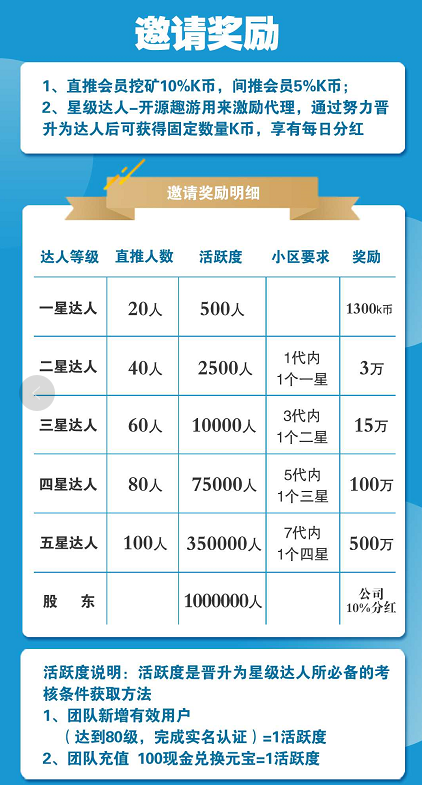 邀请奖励
1、直推会员挖矿10%K币，间推会员5%K币；
2、星级达人-开源趣游用来激励代理，通过努力晋
升为达人后可获得固定数量K币，享有每日分红
邀请奖励明细
达人等级 直推人数 活跃度 小区要求 奖励
一星达人 20人 500人 1300K币
二星达人 40人 2500人 1代内 3万
1个一星
三星达人 60人 10000人 3代内 15万
1个二星
四星达人 80人 75000人 5代内 100万
1个三星
五星达人 100人 350000人 7代内 500万
1个四星
股 东 1000000人 公司
10%分红
活跃度说明：活跃度是晋升为星级达人所必备的考
核条件获取方法
1、团队新增有效用户
（达到80级，完成实名认证）=1活跃度
2、团队充值 100现金兑换元宝=1活跃度